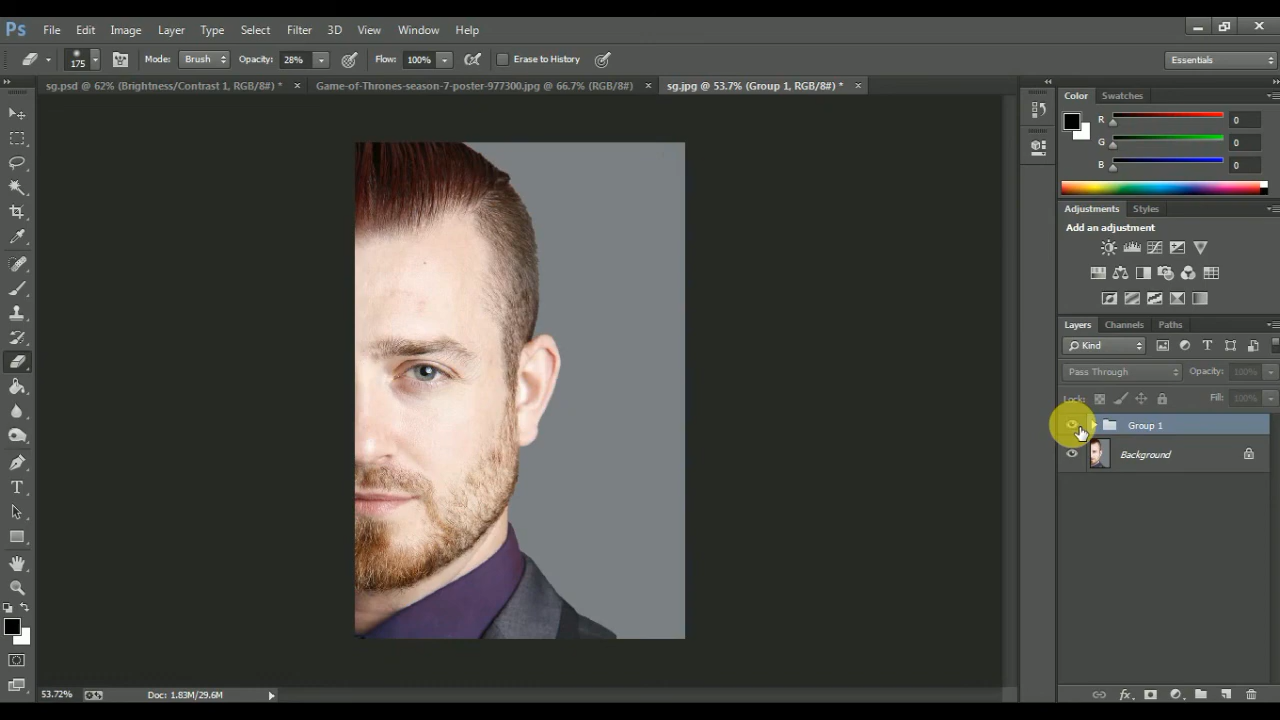 Ps File Edit Image Layer Type Select Filter 3D View Window Help
175 Mode: Brush Opacity: 28% Flow: 100% Erase to History Essentials
sg.psd @ 62% (Brightness/Contrast 1, RGB/8#) * × Game-of-Thrones-season-7-poster-977300.jpg @ 66.7% (RGB/8#) × sg.jpg @ 53.7% (Group 1, RGB/8#) * ×
Color Swatches
R 0
G 0
B 0
Adjustments Styles
Add an adjustment
Layers Channels Paths
Kind
Pass Through Opacity: 100%
Lock: Fill: 100%
Group 1
Background
53.72% Doc: 1.83M/29.6M